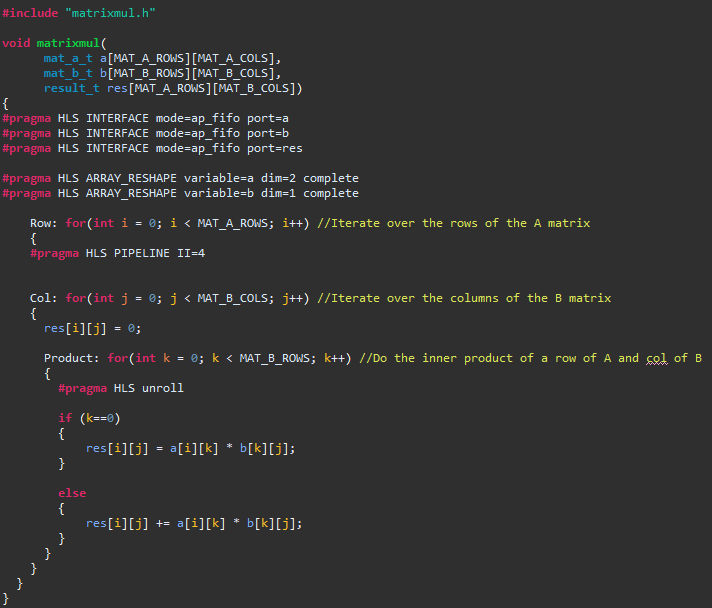 #include "matrixmul.h"
void matrixmul(
mat_a_t a[MAT_A_ROWS][MAT_A_COLS],
mat_b_t b[MAT_B_ROWS][MAT_B_COLS],
result_t res[MAT_A_ROWS][MAT_B_COLS])
{
#pragma HLS INTERFACE mode=ap_fifo port=a
#pragma HLS INTERFACE mode=ap_fifo port=b
#pragma HLS INTERFACE mode=ap_fifo port=res
#pragma HLS ARRAY_RESHAPE variable=a dim=2 complete
#pragma HLS ARRAY_RESHAPE variable=b dim=1 complete
Row: for(int i = 0; i < MAT_A_ROWS; i++) //Iterate over the rows of the A matrix
{
#pragma HLS PIPELINE II=4
Col: for(int j = 0; j < MAT_B_COLS; j++) //Iterate over the columns of the B matrix
{
res[i][j] = 0;
Product: for(int k = 0; k < MAT_B_ROWS; k++) //Do the inner product of a row of A and col of B
{
#pragma HLS unroll
if (k==0)
{
res[i][j] = a[i][k] * b[k][j];
}
else
{
res[i][j] += a[i][k] * b[k][j];
}
}
}
}
}